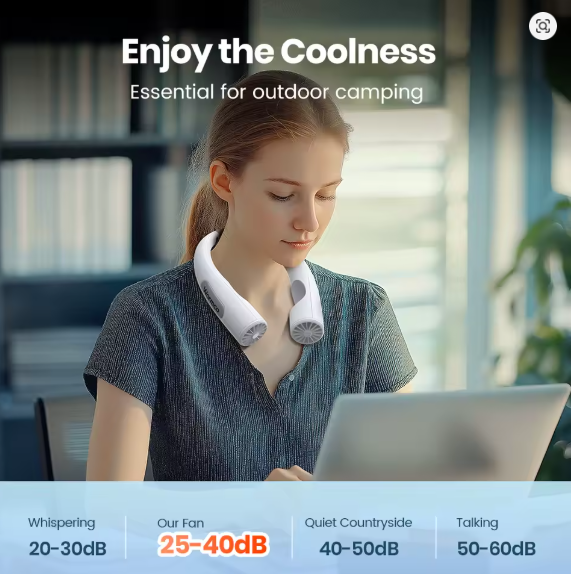 Enjoy the Coolness
Essential for outdoor camping
Whispering
20-30dB
Our Fan
25-40dB
Quiet Countryside
40-50dB
Talking
50-60dB